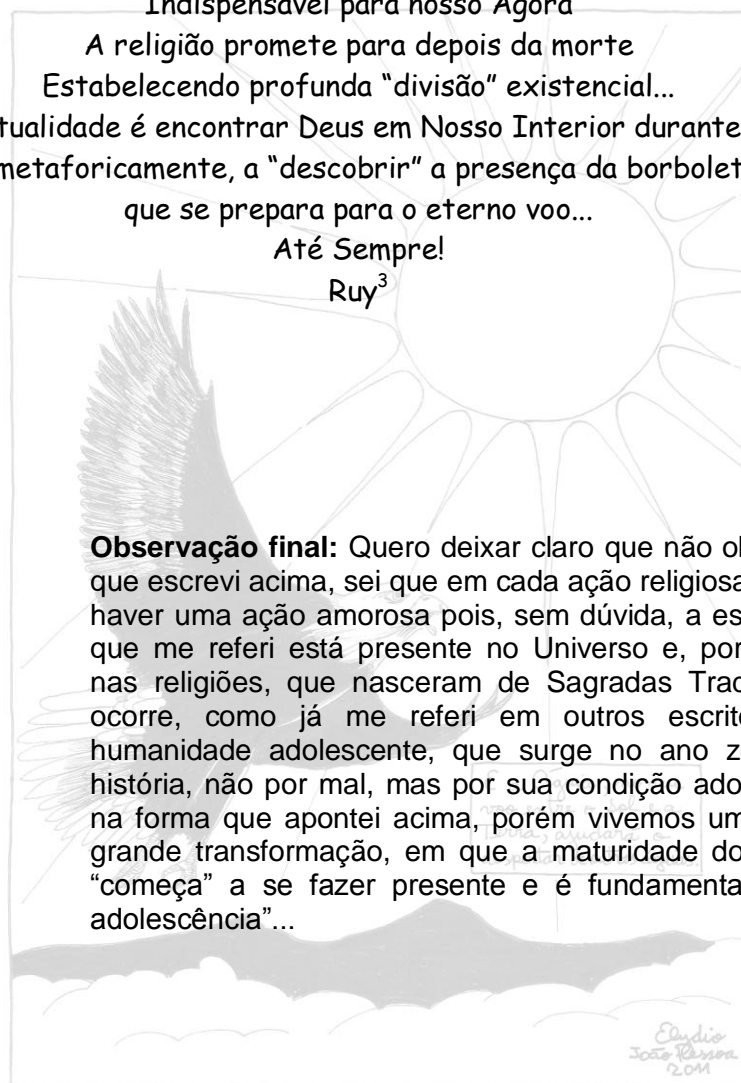 Indispensável para nosso Agora
A religião promete para depois da morte
Estabelecendo profunda “divisão” existencial...
tualidade é encontrar Deus em Nosso Interior durante
metaforicamente, a “descobrir” a presença da borbolet
que se prepara para o eterno voo...
Até Sempre!
Ruy³
Observação final: Quero deixar claro que não ob
que escrevi acima, sei que em cada ação religiosa
haver uma ação amorosa pois, sem dúvida, a es
que me referi está presente no Universo e, por
nas religiões, que nasceram de Sagradas Trad
ocorre, como já me referi em outros escrito
humanidade adolescente, que surge no ano z
história, não por mal, mas por sua condição ado
na forma que apontei acima, porém vivemos um
grande transformação, em que a maturidade do
“começa” a se fazer presente e é fundamenta
adolescência”...
Elydio
João Pessoa
2011